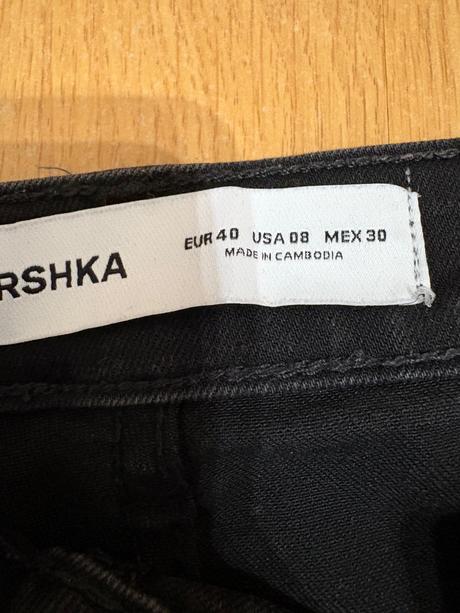 RSHKA
EUR 40 USA 08 MEX 30
MADE IN CAMBODIA